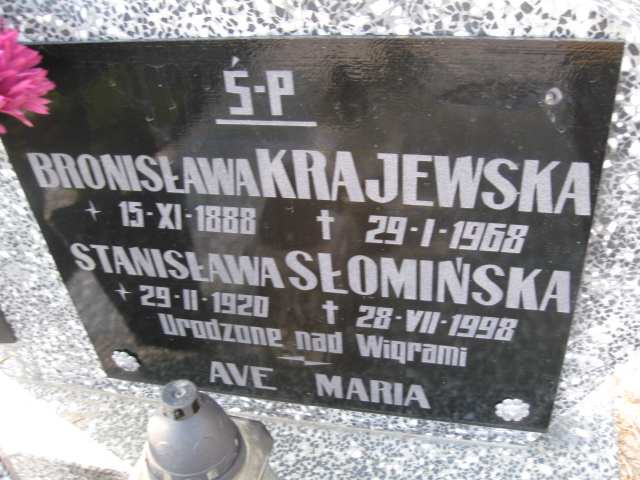 Ś-P
BRONISŁAWA KRAJEWSKA
15-XI-1888 † 29-I-1968
STANISŁAWA SŁOMIŃSKA
29-II-1920 † 28-VII-1998
Urodzone nad Wigrami
AVE MARIA